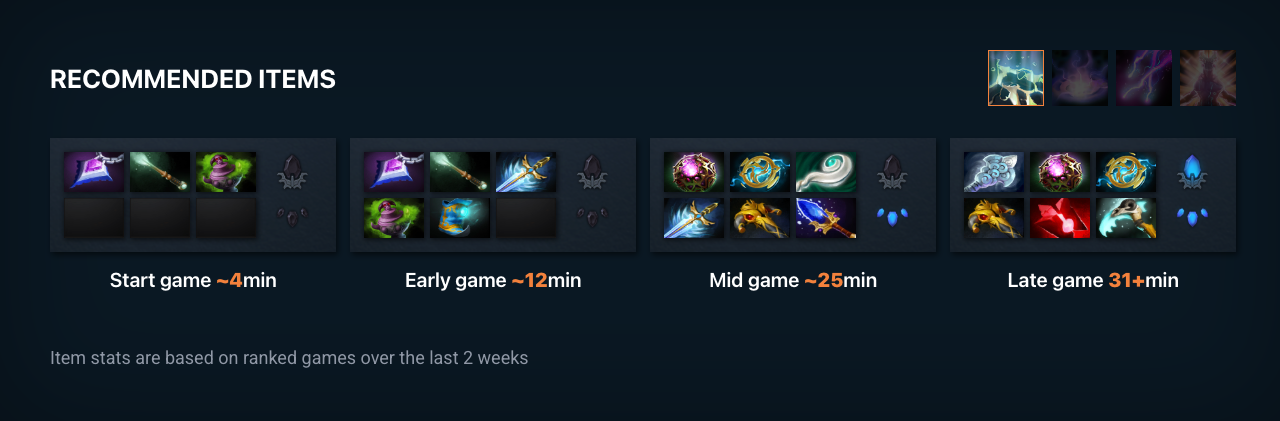 RECOMMENDED ITEMS
Start game ~4min
Early game ~12min
Mid game ~25min
Late game 31+min
Item stats are based on ranked games over the last 2 weeks